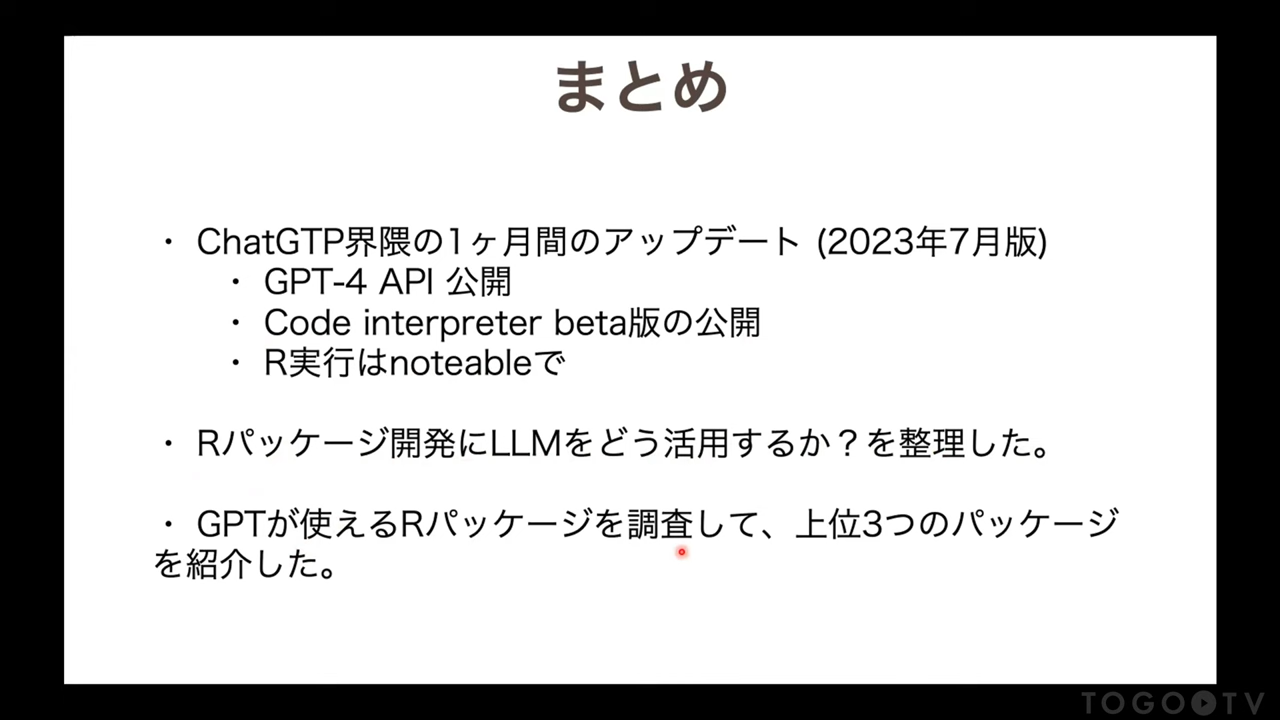 まとめ
・ ChatGTP界隈の1ヶ月間のアップデート (2023年7月版)
・ GPT-4 API 公開
・ Code interpreter beta版の公開
・ R実行はnoteableで
・ Rパッケージ開発にLLMをどう活用するか？を整理した。
・ GPTが使えるRパッケージを調査して、上位3つのパッケージ
を紹介した。
TOGO TV